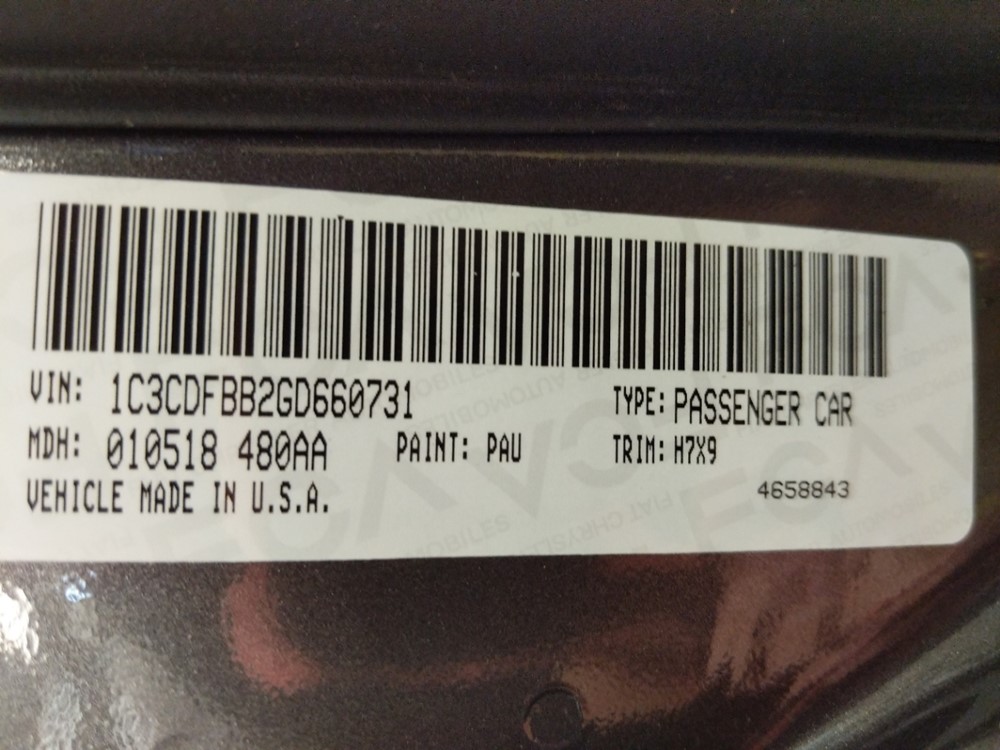 VIN: 1C3CDFBB2GD660731 TYPE: PASSENGER CAR
MDH: 010518 480AA PAINT: PAU TRIM: H7X9
VEHICLE MADE IN U.S.A. 4658843